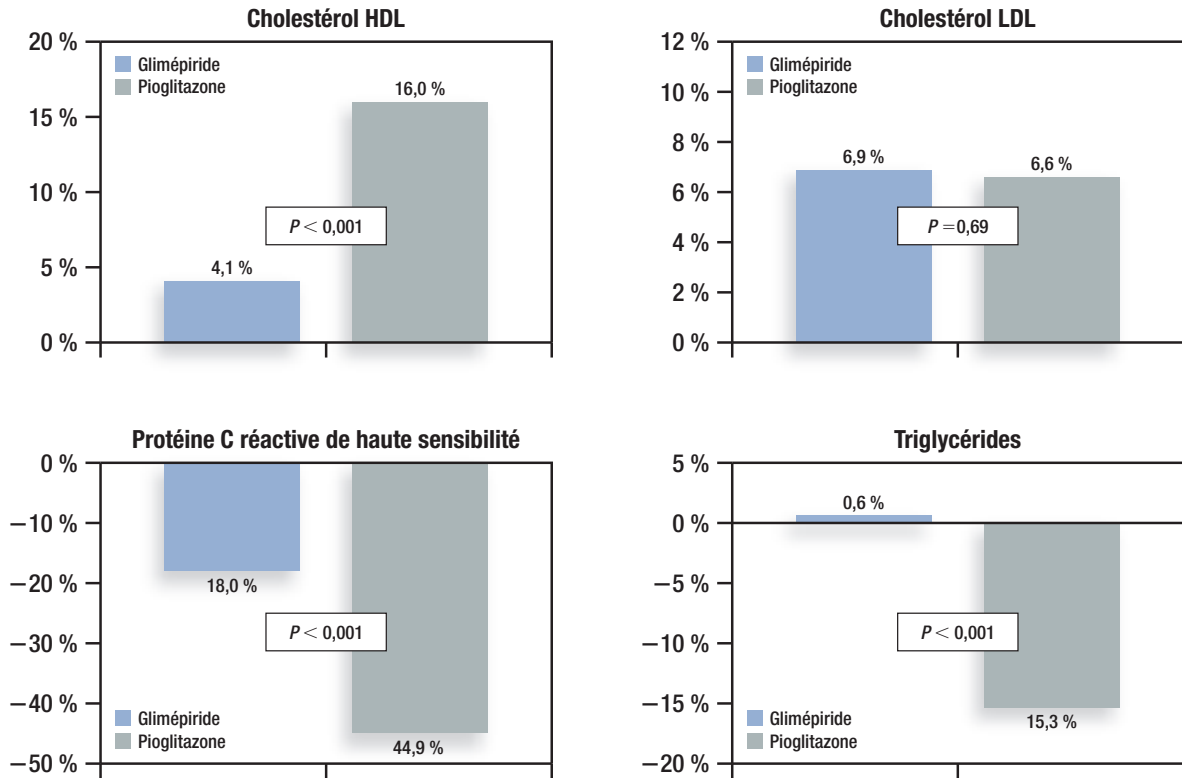 Cholestérol HDL
20 %
15 %
10 %
5 %
0 %
Glimépiride
Pioglitazone
16,0 %
P < 0,001
4,1 %
Cholestérol LDL
12 %
10 %
8 %
6 %
4 %
2 %
0 %
Glimépiride
Pioglitazone
6,9 %
6,6 %
P =0,69
Protéine C réactive de haute sensibilité
0 %
−10 %
−20 %
−30 %
−40 %
−50 %
18,0 %
P < 0,001
Glimépiride
Pioglitazone
44,9 %
Triglycérides
5 %
0 %
−5 %
−10 %
−15 %
−20 %
0,6 %
P < 0,001
Glimépiride
Pioglitazone
15,3 %